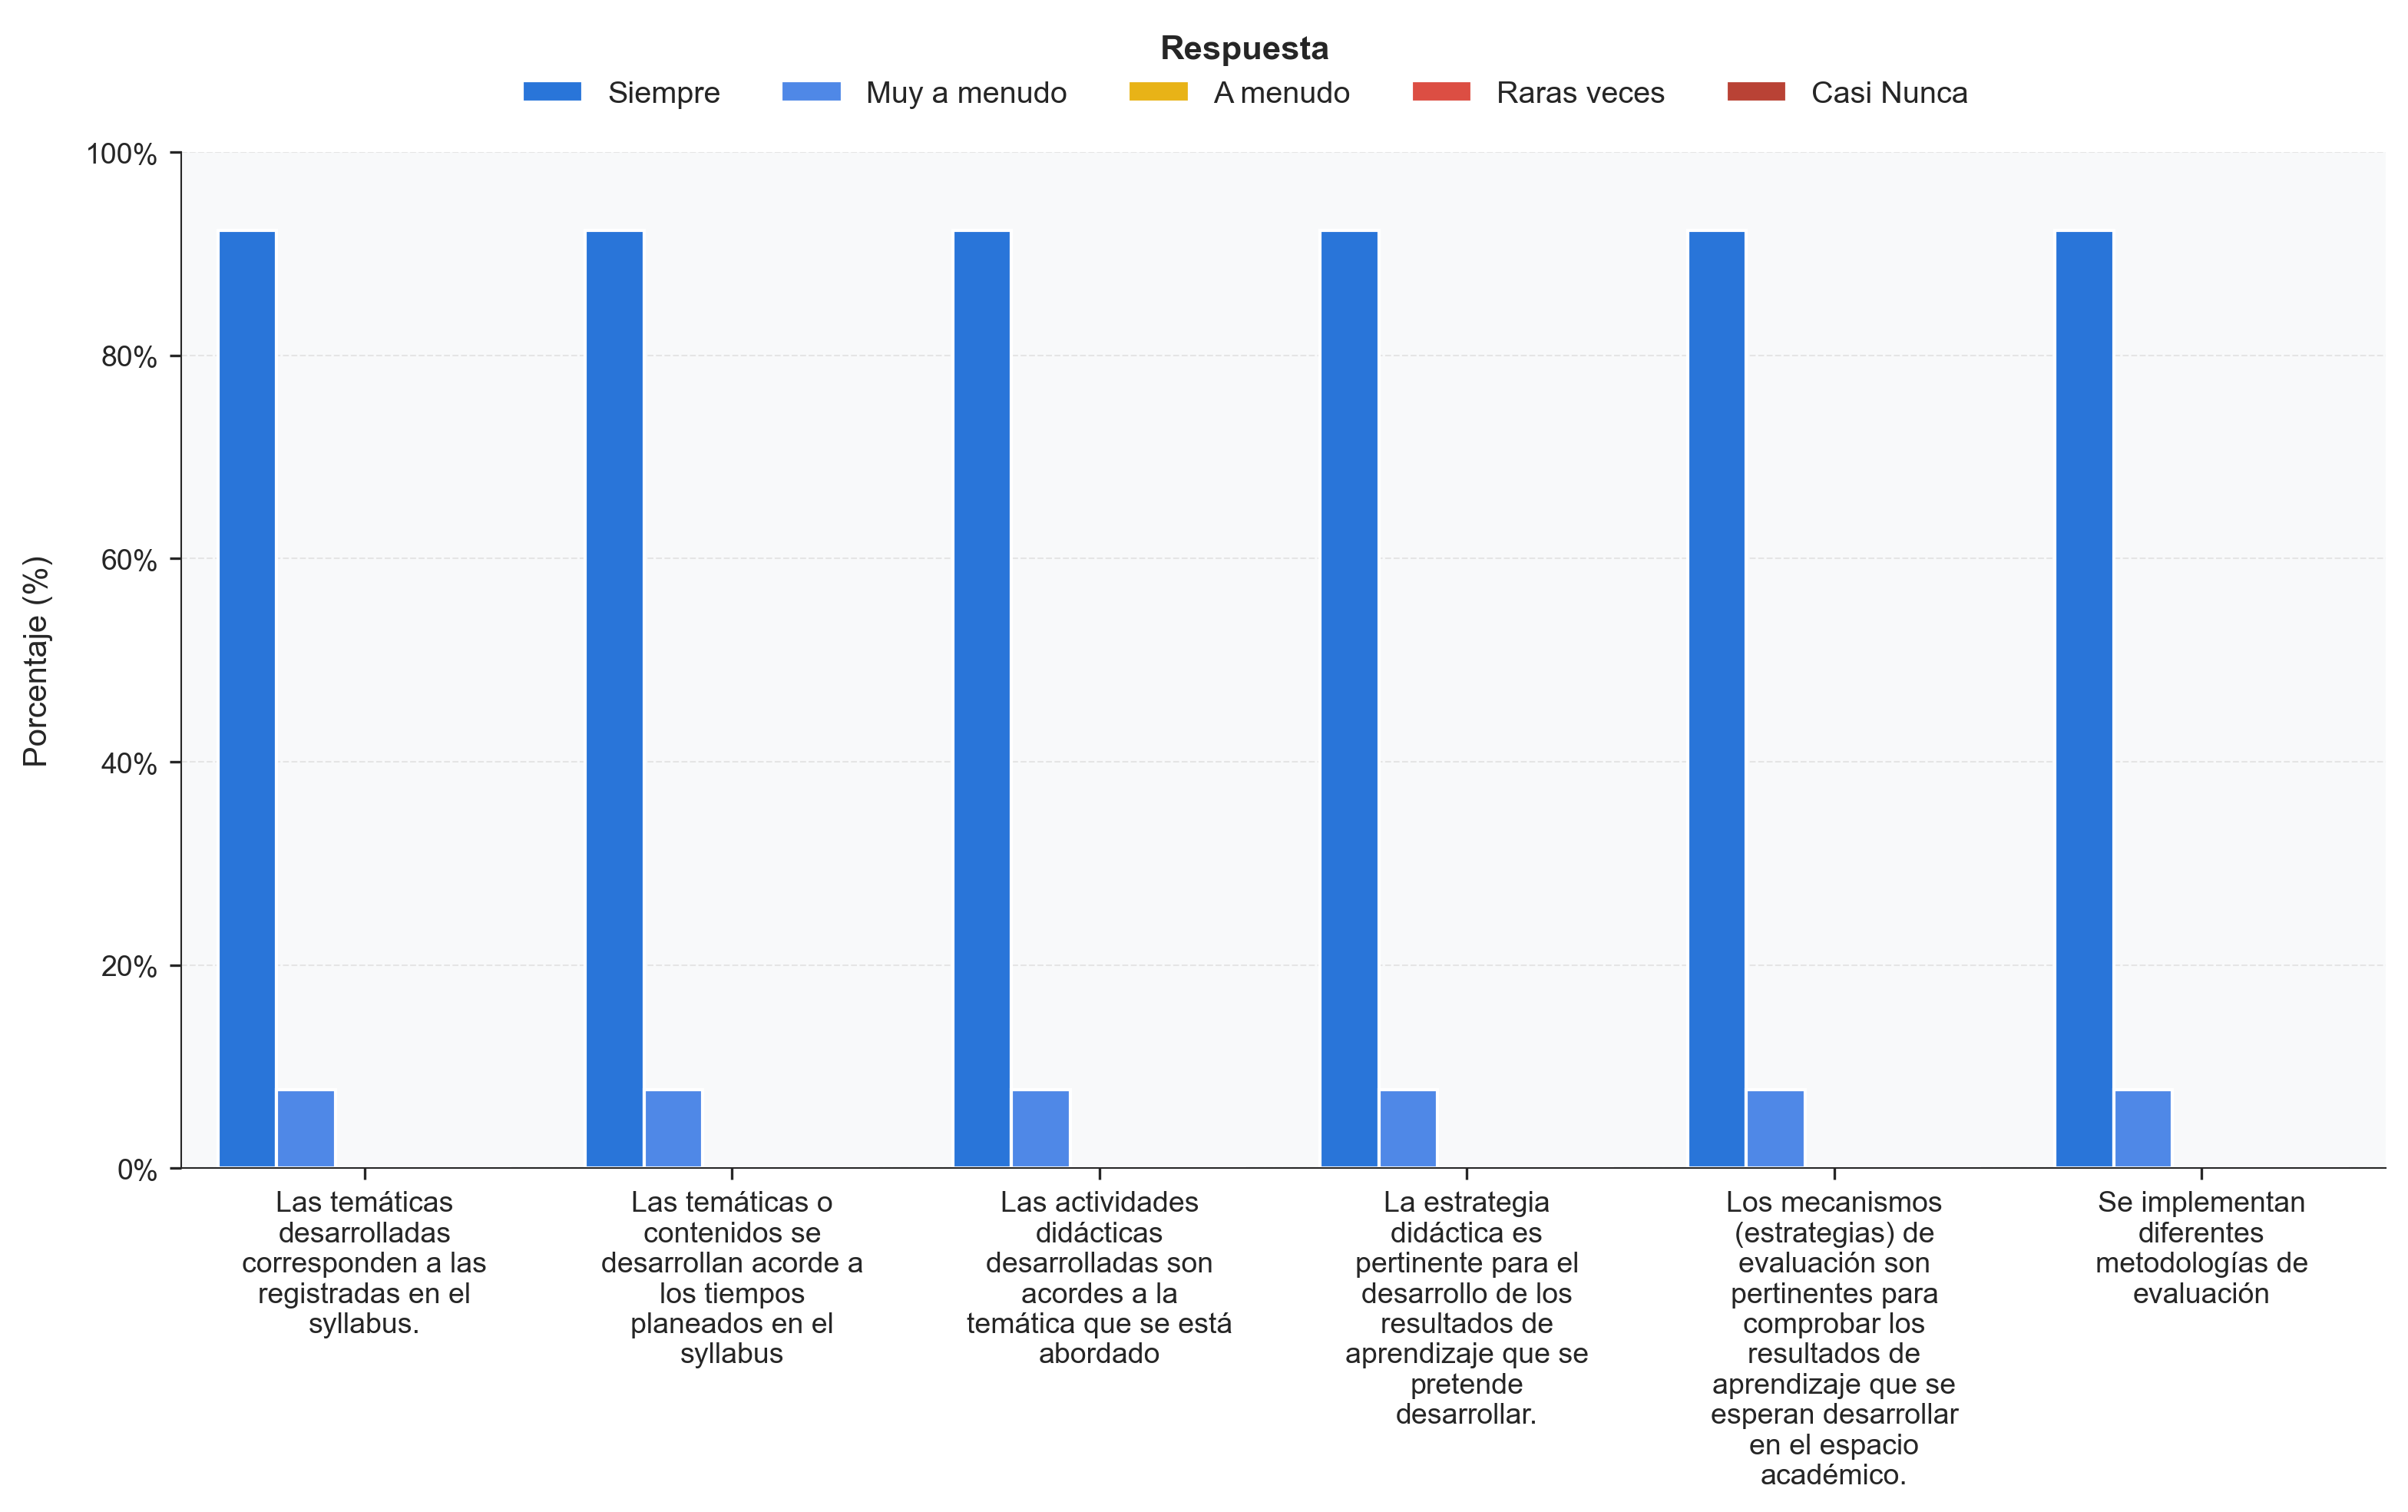 Respuesta
Siempre
Muy a menudo
A menudo
Raras veces
Casi Nunca
Porcentaje (%)
100%
80%
60%
40%
20%
0%
Las temáticas
desarrolladas
corresponden a las
registradas en el
syllabus.
Las temáticas o
contenidos se
desarrollan acorde a
los tiempos
planeados en el
syllabus
Las actividades
didácticas
desarrolladas son
acordes a la
temática que se está
abordado
La estrategia
didáctica es
pertinente para el
desarrollo de los
resultados de
aprendizaje que se
pretende
desarrollar.
Los mecanismos
(estrategias) de
evaluación son
pertinentes para
comprobar los
resultados de
aprendizaje que se
esperan desarrollar
en el espacio
académico.
Se implementan
diferentes
metodologías de
evaluación